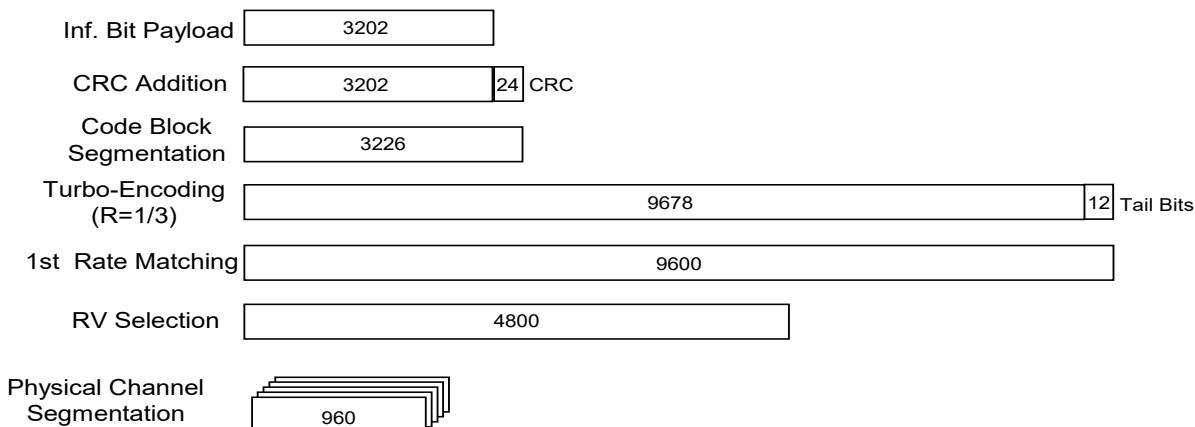 Inf. Bit Payload 3202
CRC Addition 3202 24 CRC
Code Block
Segmentation 3226
Turbo-Encoding
(R=1/3) 9678 12 Tail Bits
1st Rate Matching 9600
RV Selection 4800
Physical Channel
Segmentation 960